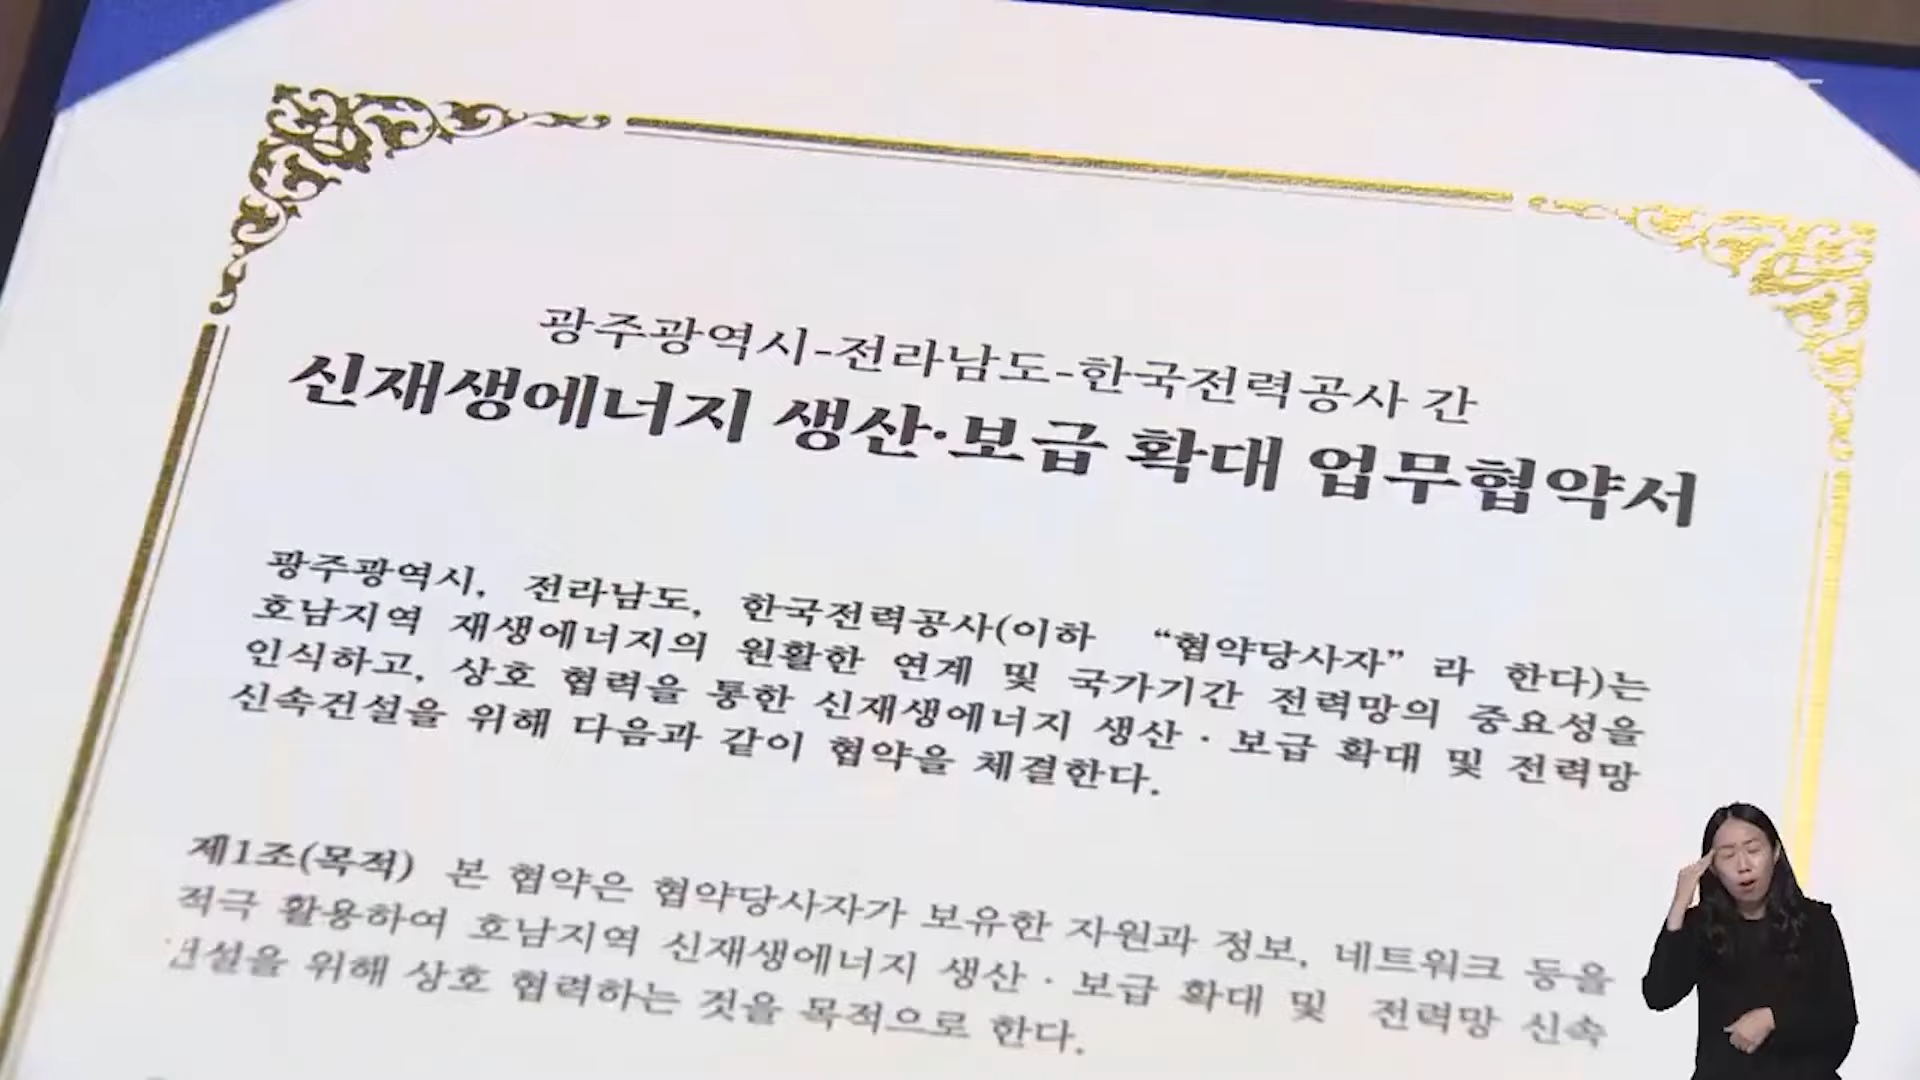 광주광역시-전라남도-한국전력공사 간
신재생에너지 생산·보급 확대 업무협약서
광주광역시, 전라남도, 한국전력공사(이하 “협약당사자” 라 한다)는
호남지역 재생에너지의 원활한 연계 및 국가기간 전력망의 중요성을
인식하고, 상호 협력을 통한 신재생에너지 생산 · 보급 확대 및 전력망
신속건설을 위해 다음과 같이 협약을 체결한다.
제1조(목적) 본 협약은 협약당사자가 보유한 자원과 정보, 네트워크 등을
적극 활용하여 호남지역 신재생에너지 생산 · 보급 확대 및 전력망 신속
건설을 위해 상호 협력하는 것을 목적으로 한다.